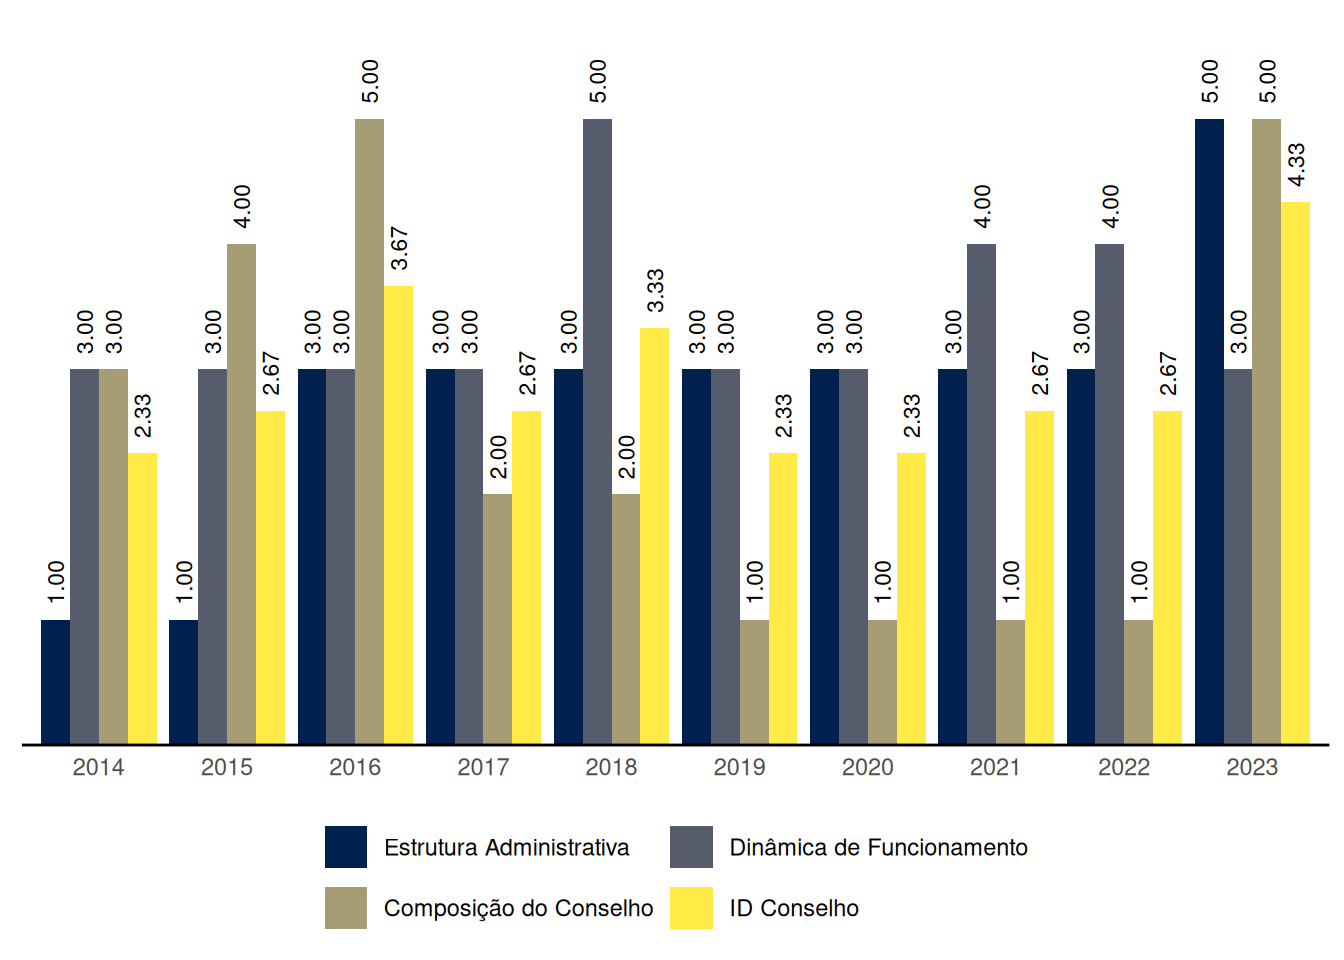 1.00 3.00 3.00 2.33 1.00 3.00 4.00 2.67 3.00 3.00 5.00 3.67 3.00 3.00 2.00 2.67 3.00 5.00 2.00 3.33 3.00 3.00 1.00 2.33 3.00 3.00 1.00 2.33 3.00 4.00 1.00 2.67 3.00 4.00 1.00 2.67 5.00 3.00 5.00 4.33
2014 2015 2016 2017 2018 2019 2020 2021 2022 2023
Estrutura Administrativa Dinâmica de Funcionamento
Composição do Conselho ID Conselho